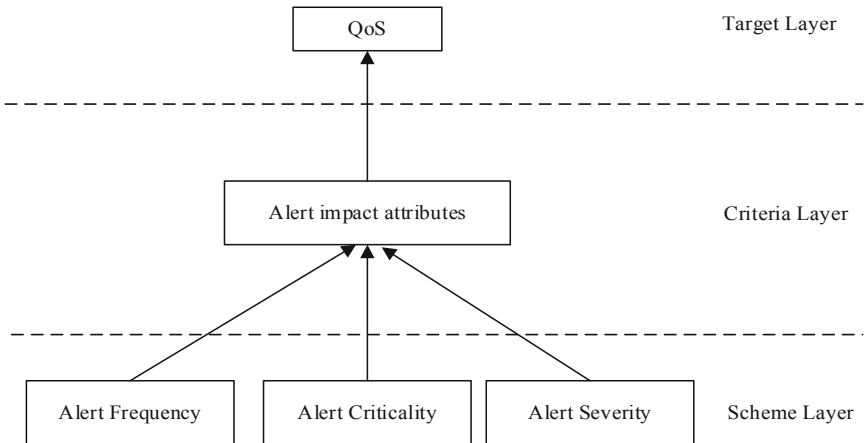 QoS
Target Layer
Alert impact attributes
Criteria Layer
Alert Frequency
Alert Criticality
Alert Severity
Scheme Layer